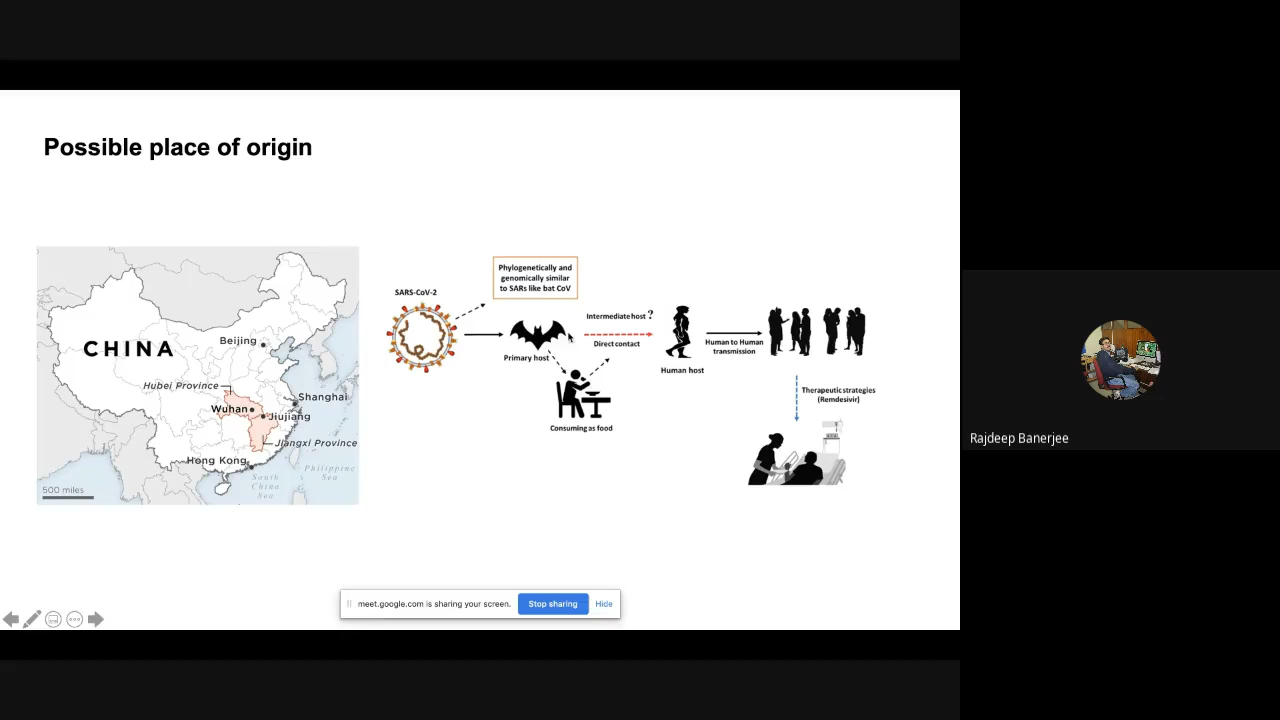 Possible place of origin
CHINA
Beijing
Hubei Province
Wuhan
Shanghai
Jiujiang
Jiangxi Province
Hong Kong
South
China
Sea
Philippine
Sea
500 miles
SARS-CoV-2
Phylogenetically and
genomically similar
to SARs like bat CoV
Primary host
Intermediate host ?
Direct contact
Consuming as food
Human host
Human to Human
transmission
Therapeutic strategies
(Remdesivir)
meet.google.com is sharing your screen.
Stop sharing
Hide
Rajdeep Banerjee